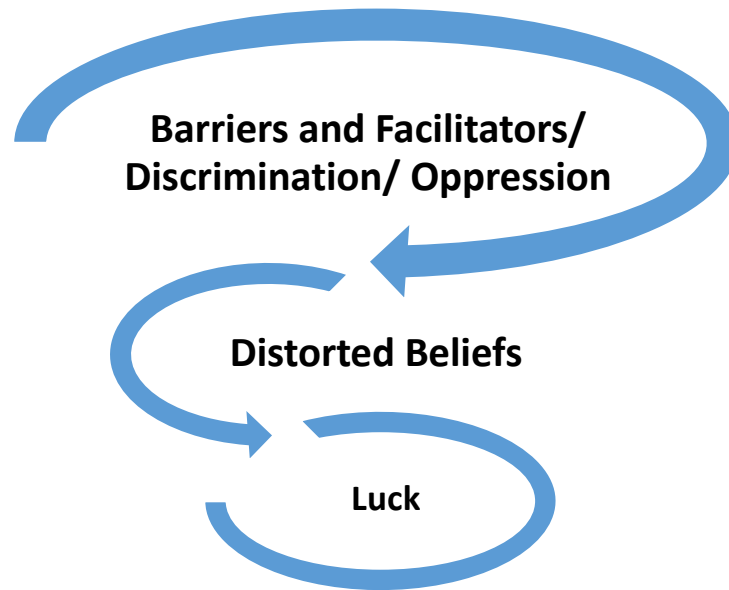 Barriers and Facilitators/
Discrimination/ Oppression
Distorted Beliefs
Luck